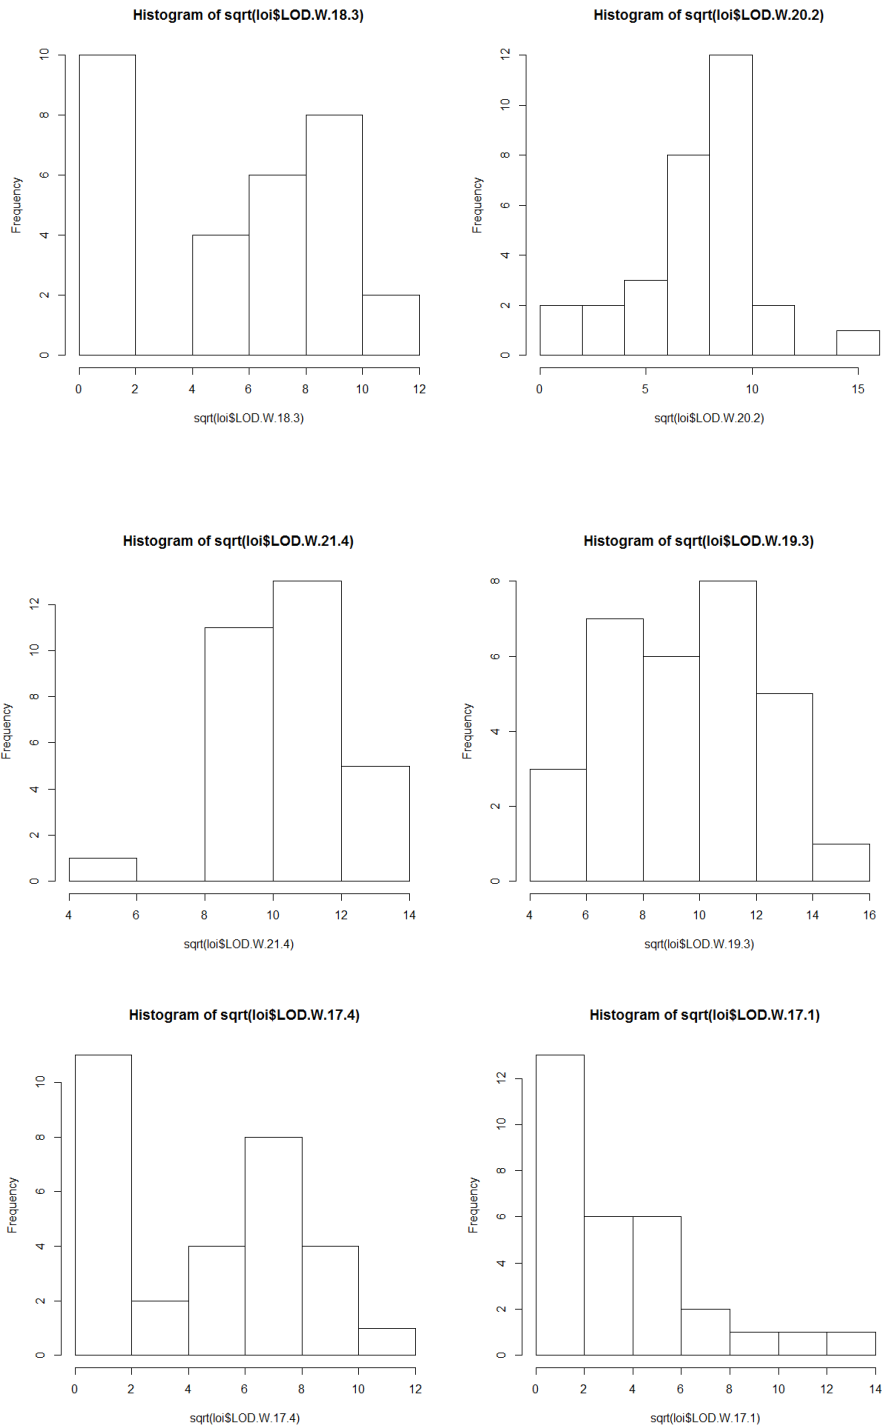 Histogram of sqrt(loi$LOD.W.18.3)
Frequency
0 2 4 6 8 10
0 2 4 6 8 10 12
sqrt(loi$LOD.W.18.3)
Histogram of sqrt(loi$LOD.W.20.2)
Frequency
0 2 4 6 8 10 12
0 5 10 15
sqrt(loi$LOD.W.20.2)
Histogram of sqrt(loi$LOD.W.21.4)
Frequency
0 2 4 6 8 10 12
4 6 8 10 12 14
sqrt(loi$LOD.W.21.4)
Histogram of sqrt(loi$LOD.W.19.3)
Frequency
0 2 4 6 8
4 6 8 10 12 14 16
sqrt(loi$LOD.W.19.3)
Histogram of sqrt(loi$LOD.W.17.4)
Frequency
0 2 4 6 8 10
0 2 4 6 8 10 12
sqrt(loi$LOD.W.17.4)
Histogram of sqrt(loi$LOD.W.17.1)
Frequency
0 2 4 6 8 10 12
0 2 4 6 8 10 12 14
sqrt(loi$LOD.W.17.1)